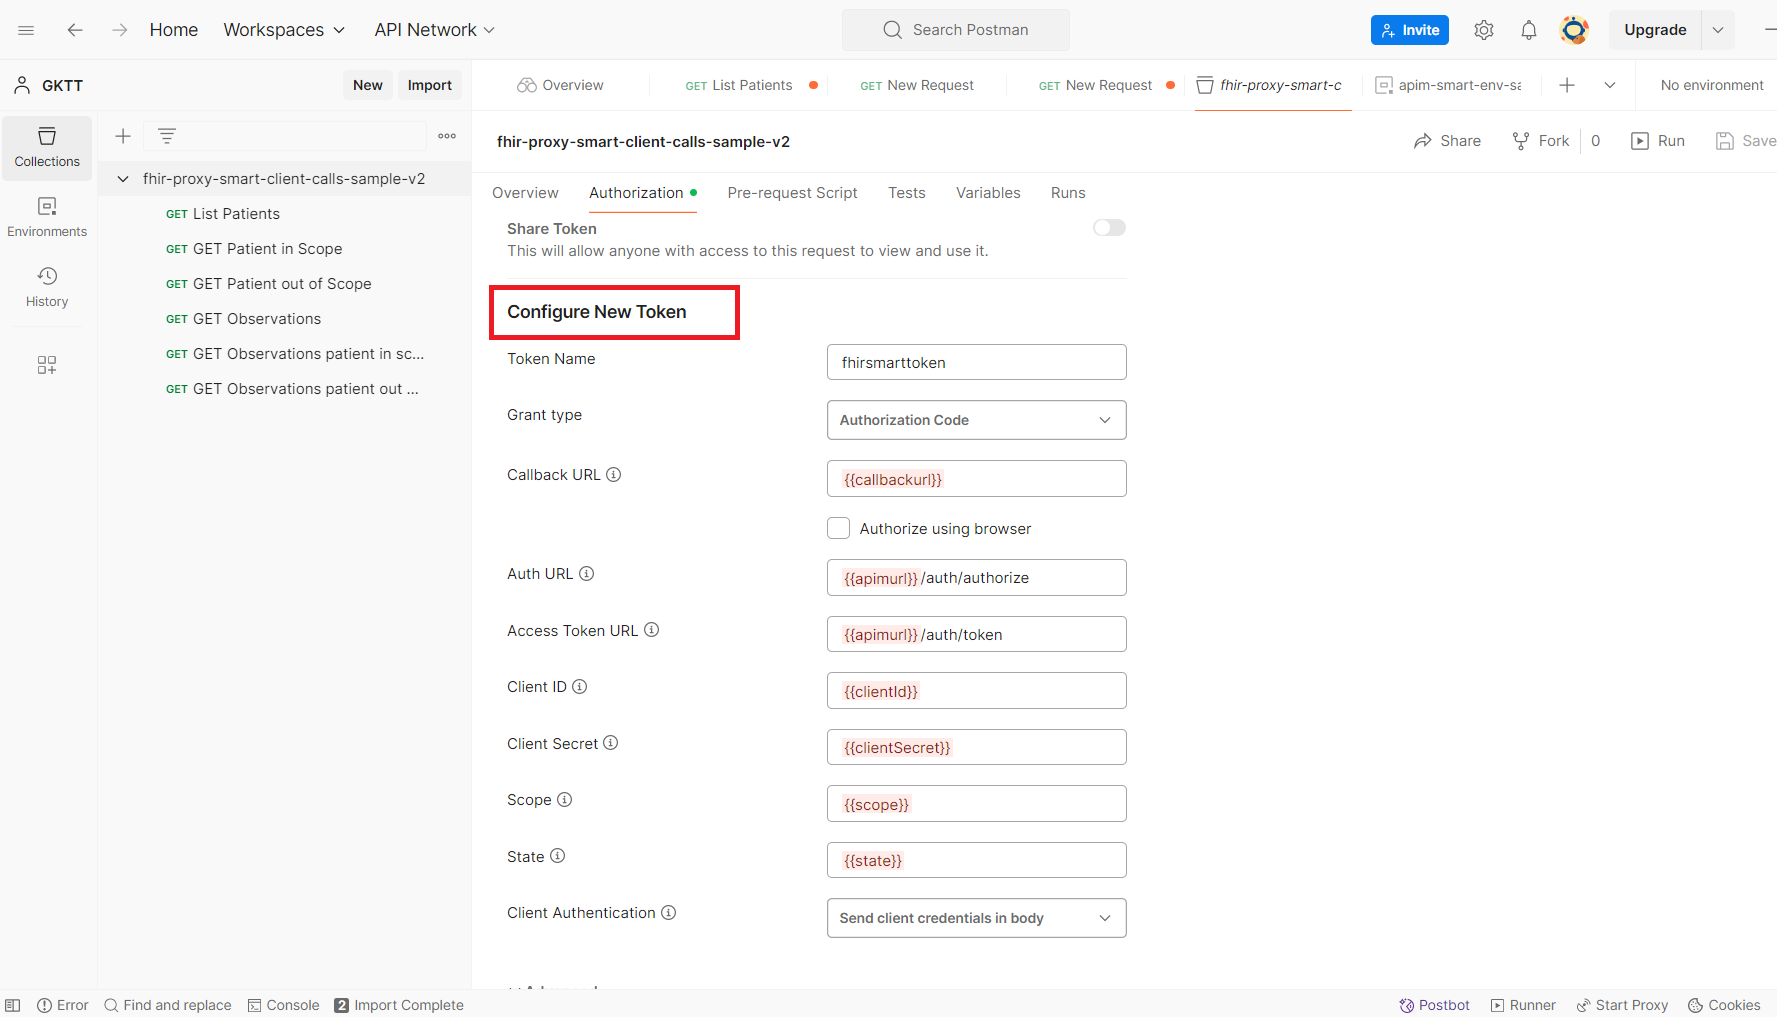 Home Workspaces API Network Search Postman Invite Upgrade
GKTT New Import
Overview GET List Patients GET New Request GET New Request fhir-proxy-smart-c apim-smart-env-sa No environment
Collections
Environments
History
fhir-proxy-smart-client-calls-sample-v2
GET List Patients
GET GET Patient in Scope
GET GET Patient out of Scope
GET GET Observations
GET GET Observations patient in sc...
GET GET Observations patient out ...
fhir-proxy-smart-client-calls-sample-v2 Share Fork 0 Run Save
Overview Authorization Pre-request Script Tests Variables Runs
Share Token
This will allow anyone with access to this request to view and use it.
Configure New Token
Token Name fhirsmarttoken
Grant type Authorization Code
Callback URL {{callbackurl}}
Authorize using browser
Auth URL {{apimurl}}/auth/authorize
Access Token URL {{apimurl}}/auth/token
Client ID {{clientId}}
Client Secret {{clientSecret}}
Scope {{scope}}
State {{state}}
Client Authentication Send client credentials in body
Error Find and replace Console 2 Import Complete Postbot Runner Start Proxy Cookies